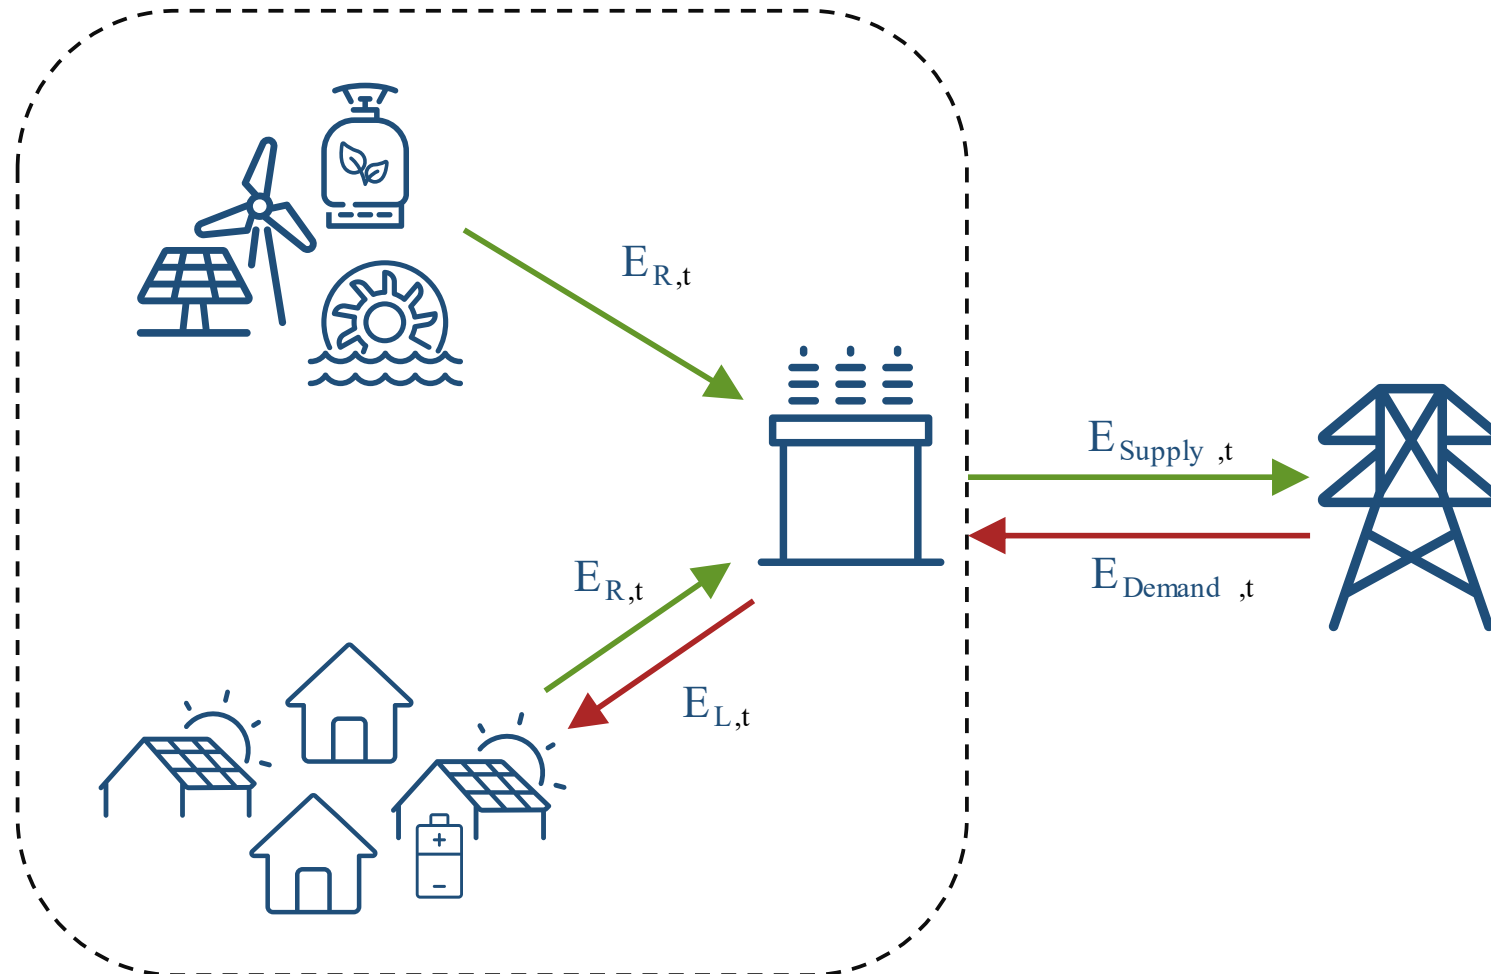 E R,t
E Supply ,t
E Demand ,t
E R,t
E L,t
+
−